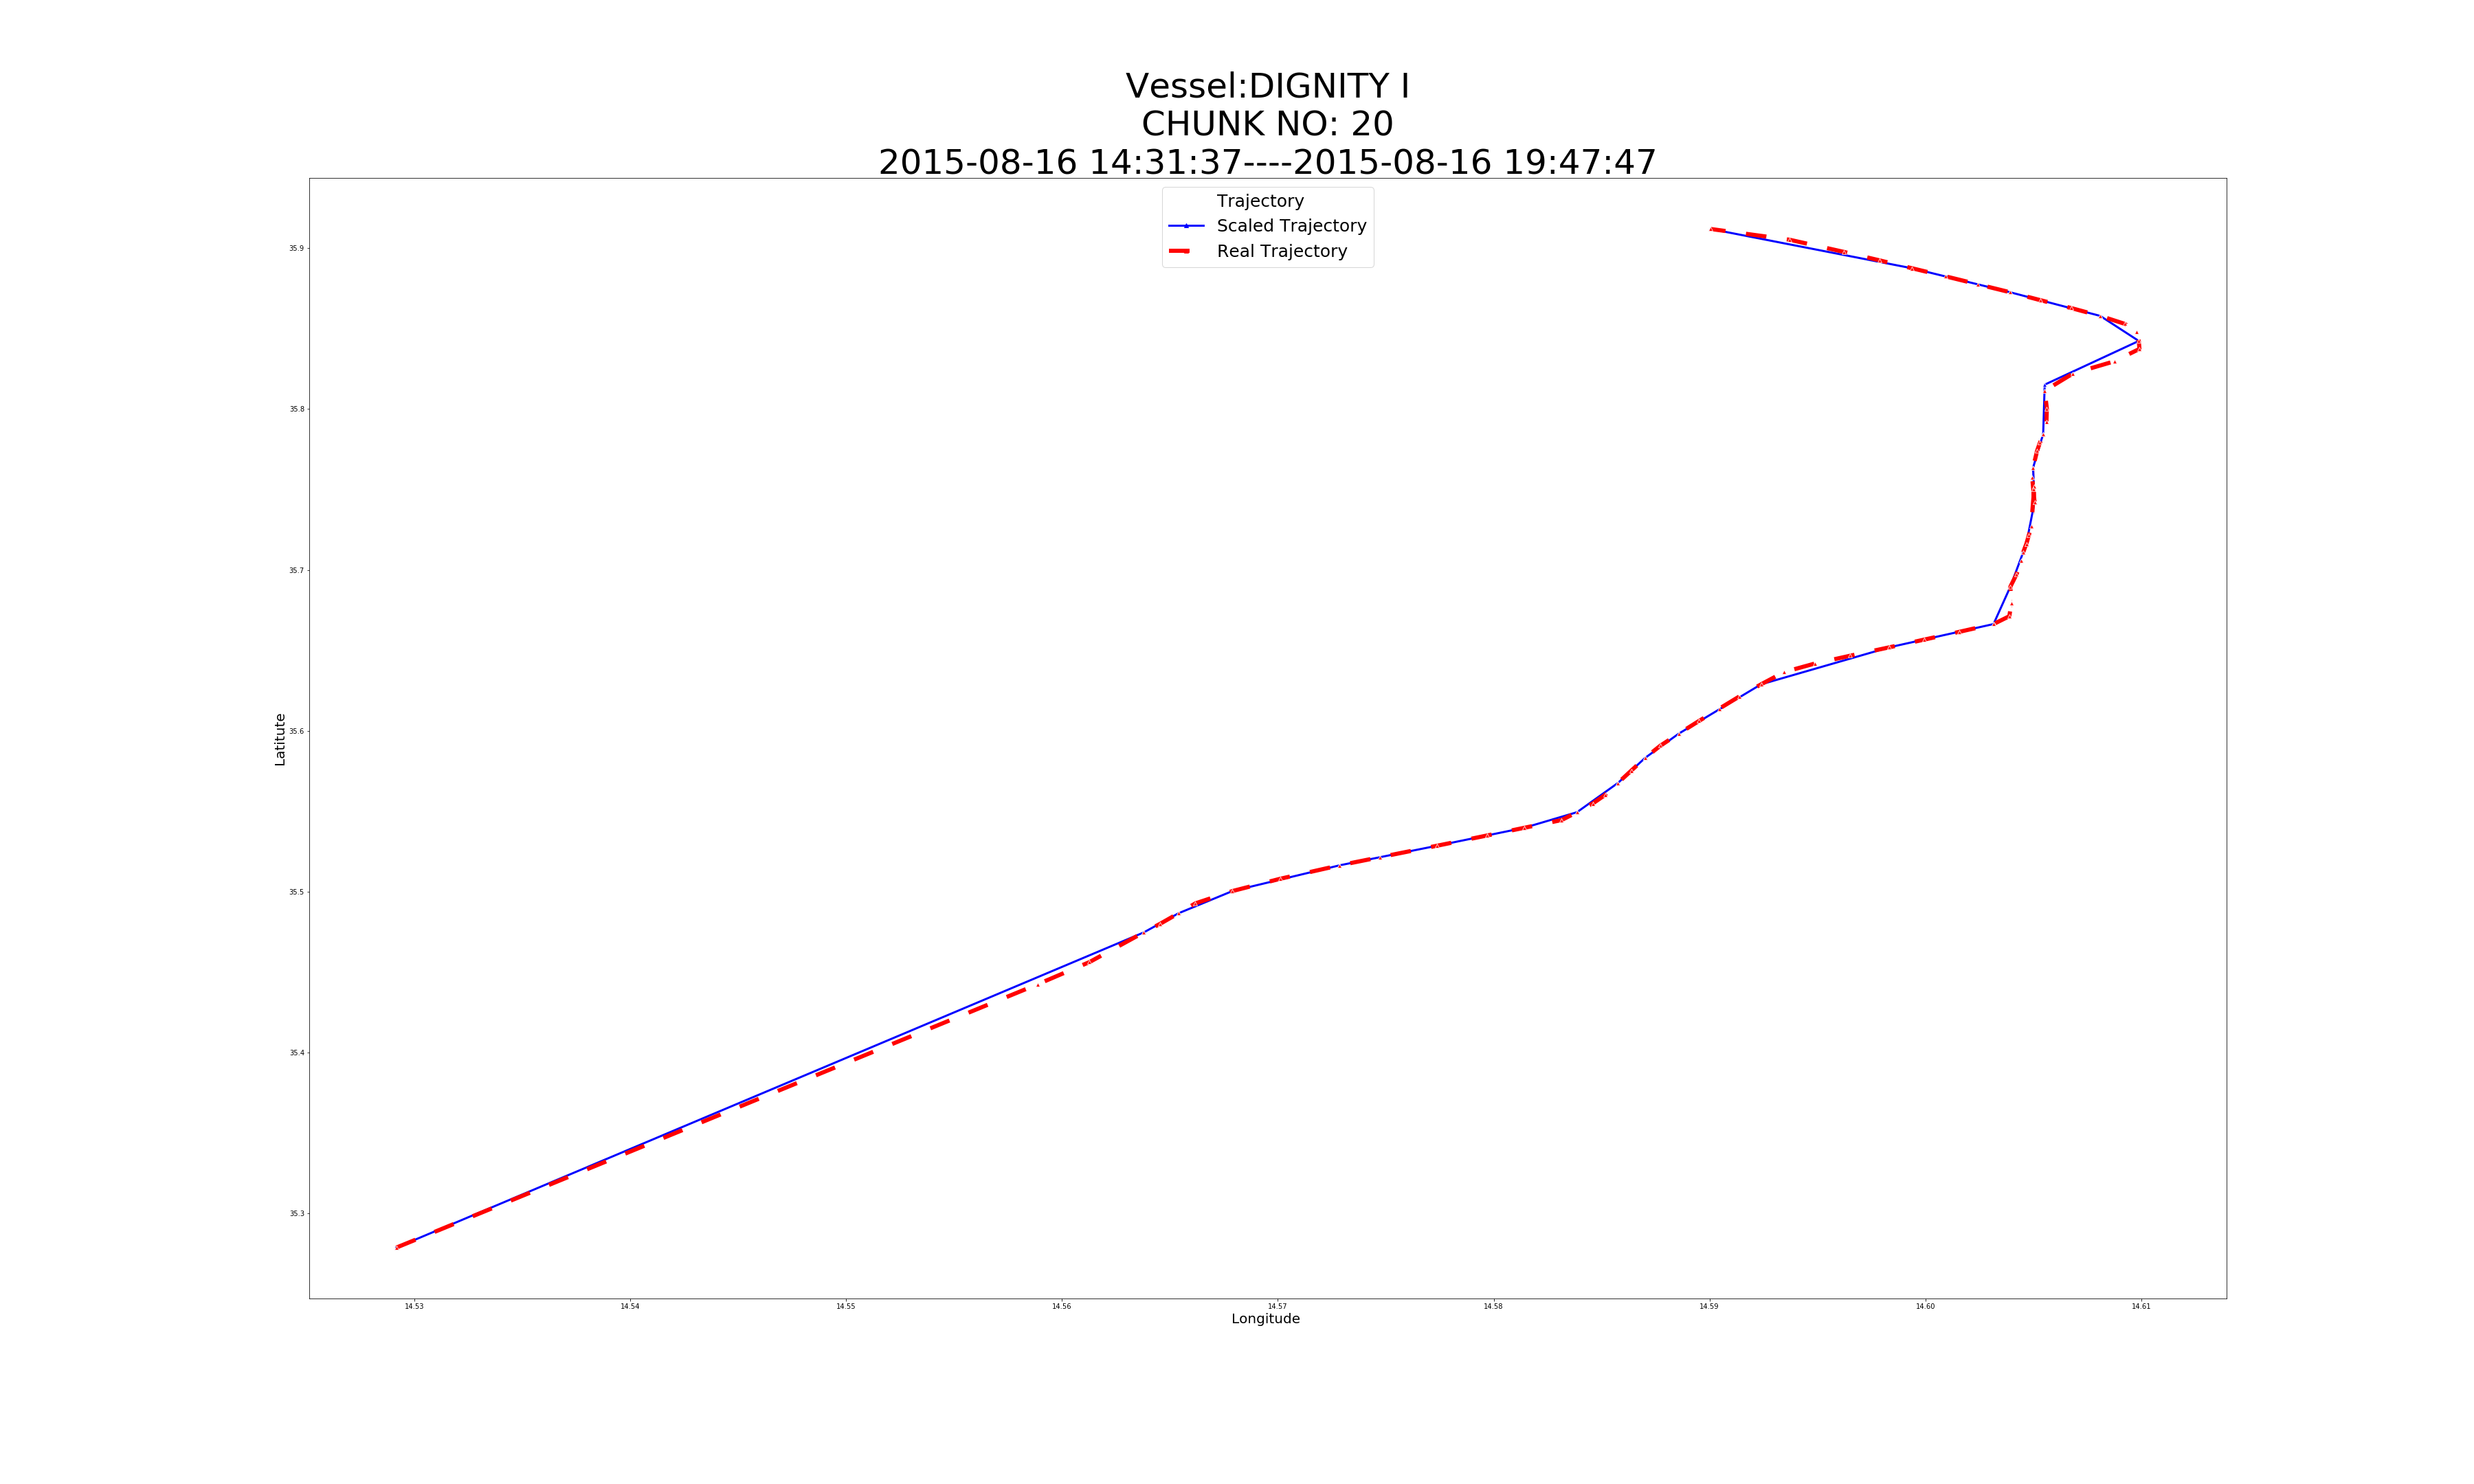 Vessel:DIGNITY I
CHUNK NO: 20
2015-08-16 14:31:37----2015-08-16 19:47:47
Trajectory
Scaled Trajectory
Real Trajectory
35.9
35.8
35.7
35.6
35.5
35.4
35.3
Latitute
14.53 14.54 14.55 14.56 14.57 14.58 14.59 14.60 14.61
Longitude